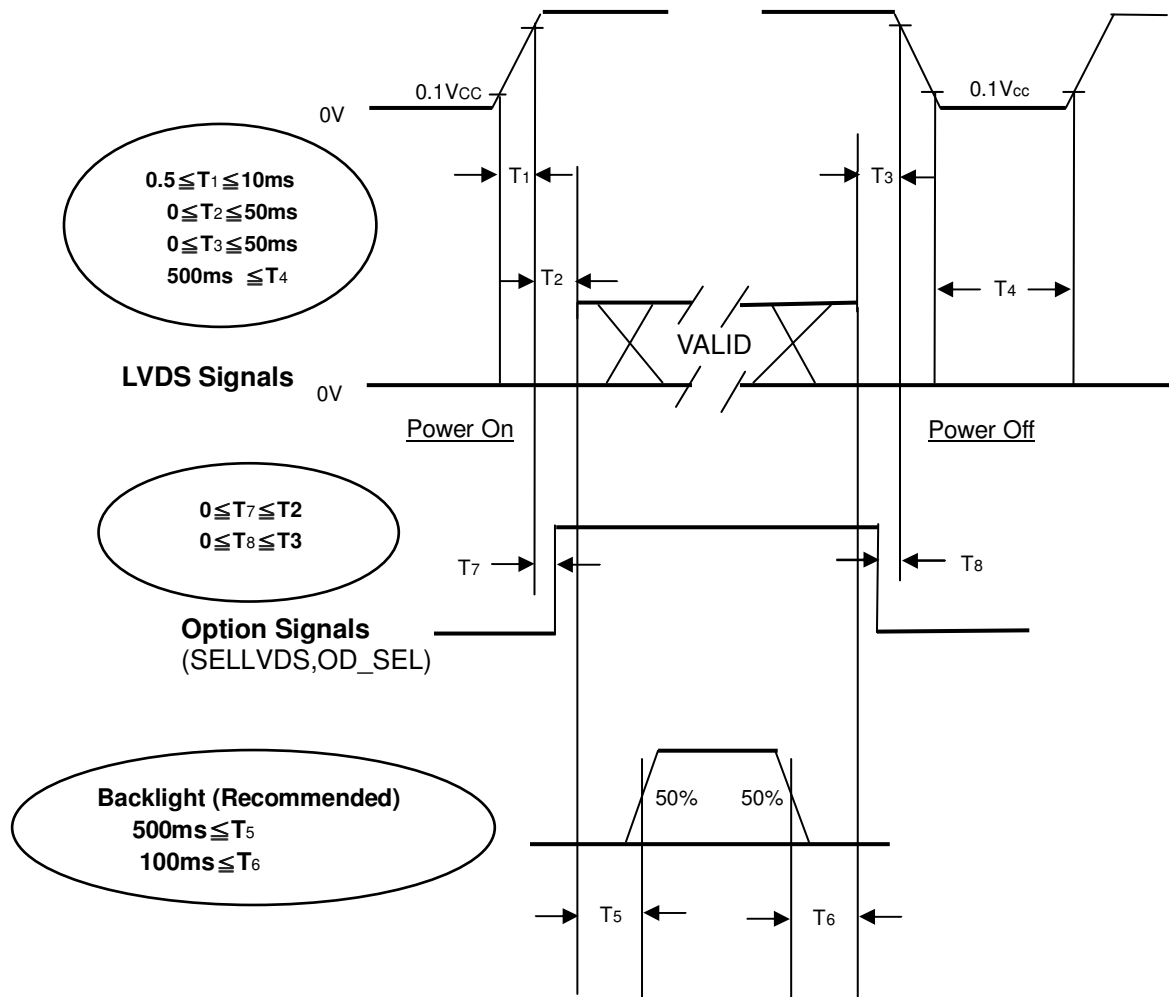 0.1VCC
0.1Vcc
0V
0.5≦T1≦10ms
0≦T2≦50ms
0≦T3≦50ms
500ms ≦T4
T1
T3
T2
T4
VALID
LVDS Signals
0V
Power On
Power Off
0≦T7≦T2
0≦T8≦T3
T7
T8
Option Signals
(SELLVDS,OD_SEL)
Backlight (Recommended)
500ms≦T5
100ms≦T6
50%
50%
T5
T6